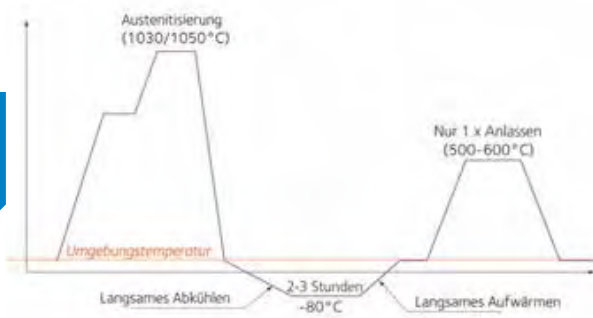 Austenitisierung
(1030/1050°C)
Nur 1 x Anlassen
(500-600°C)
Umgebungstemperatur
2-3 Stunden
-80°C
Langsames Abkühlen
Langsames Aufwärmen